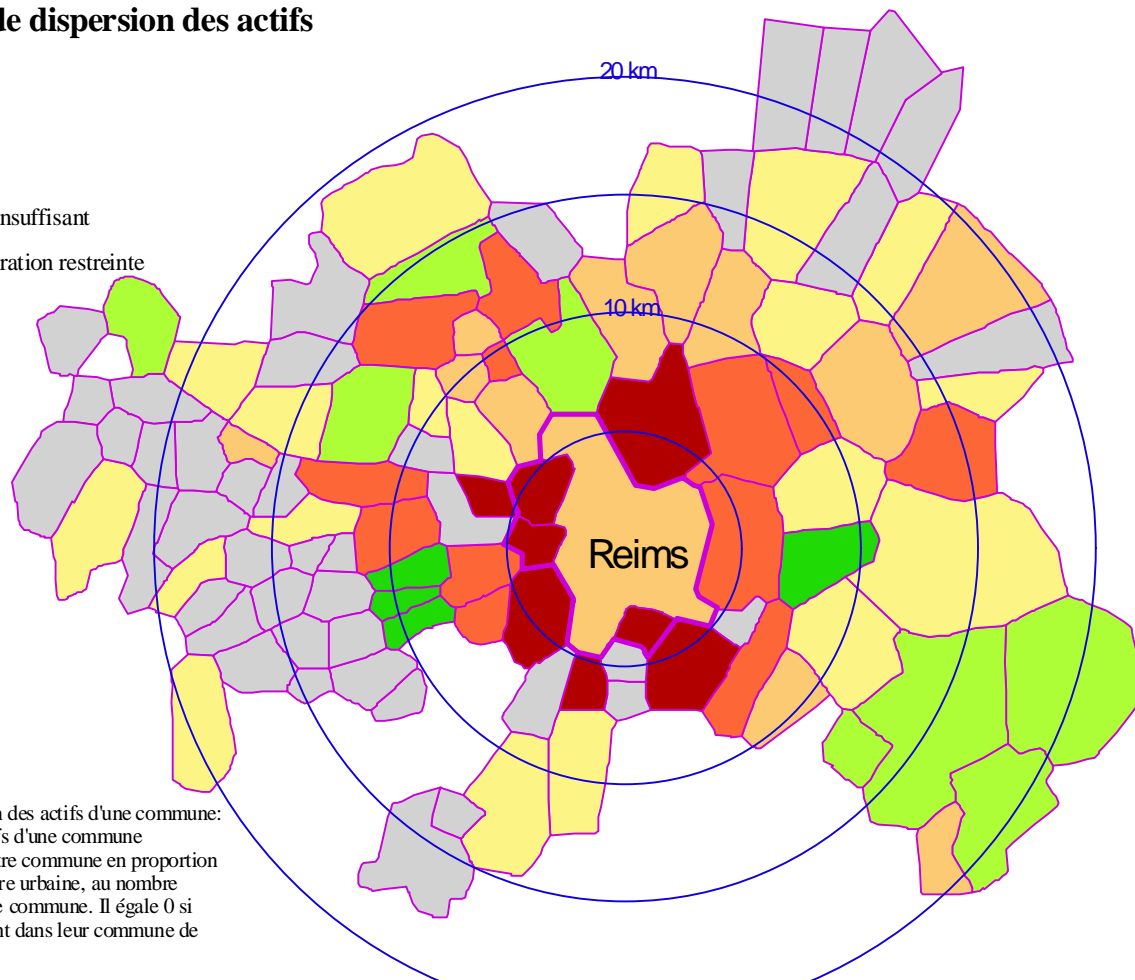 le dispersion des actifs
20 km
nsuffisant
ration restreinte
10 km
Reims
n des actifs d'une commune:
fs d'une commune
tre commune en proportion
re urbaine, au nombre
e commune. Il égale 0 si
nt dans leur commune de